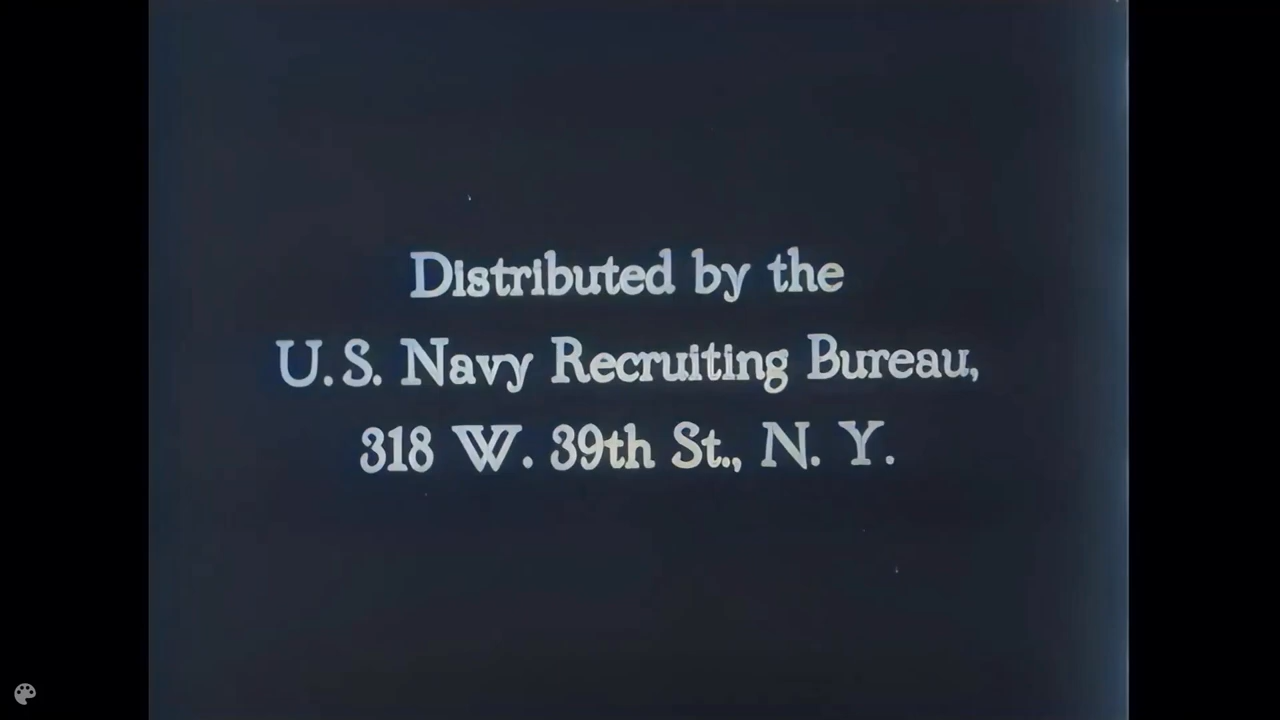 Distributed by the
U.S. Navy Recruiting Bureau,
318 W. 39th St., N. Y.